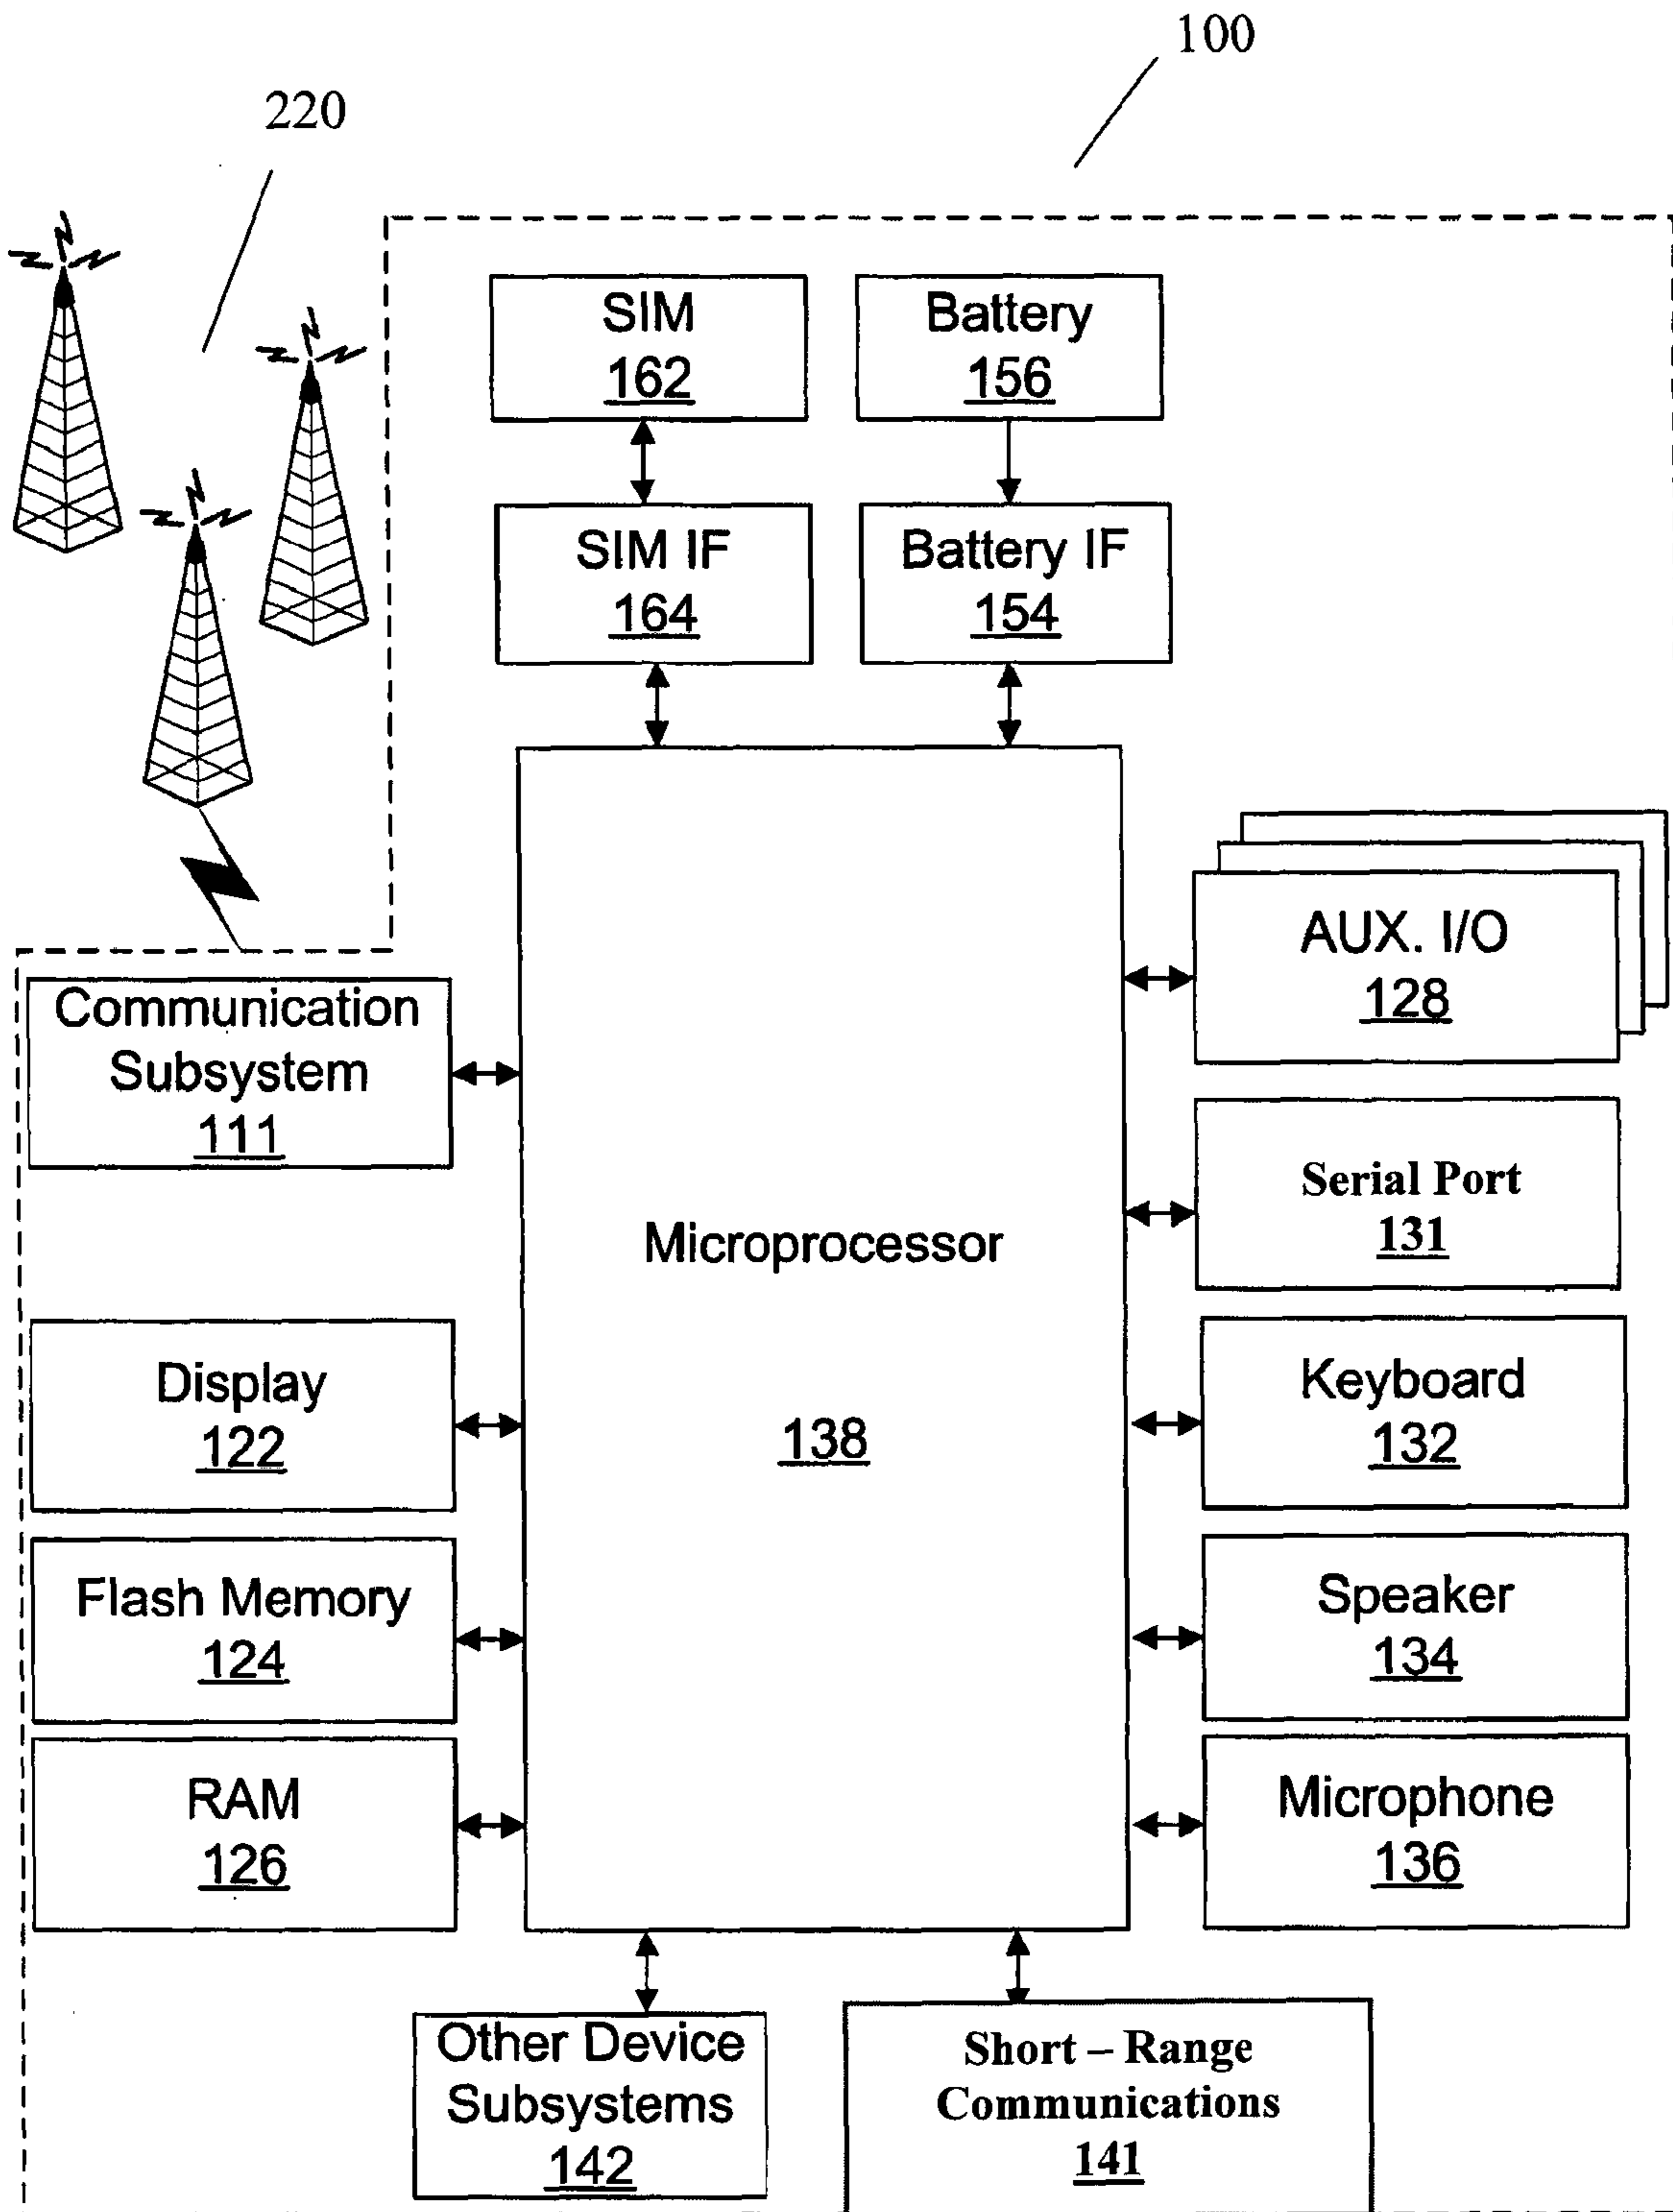 100
220
SIM
162
Battery
156
SIM IF
164
Battery IF
154
AUX. I/O
128
Communication
Subsystem
111
Serial Port
131
Microprocessor
138
Display
122
Keyboard
132
Flash Memory
124
Speaker
134
RAM
126
Microphone
136
Other Device
Subsystems
142
Short – Range
Communications
141